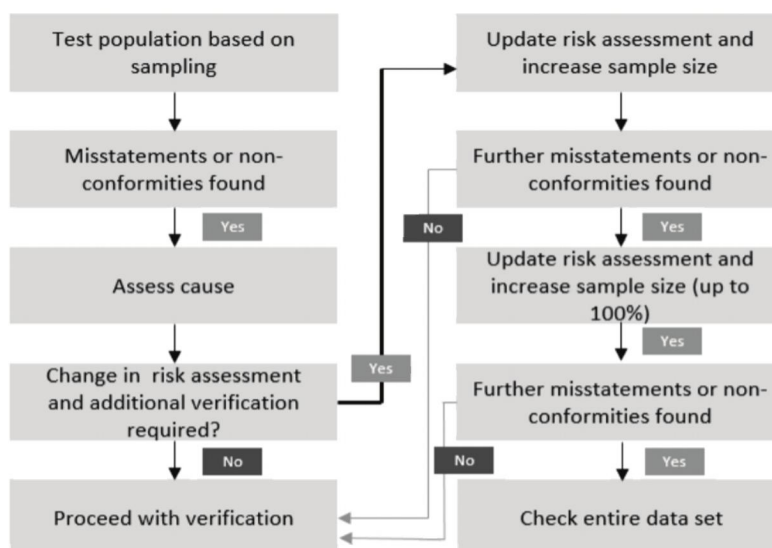 Test population based on
sampling
Misstatements or non-
conformities found
Yes
Assess cause
Change in risk assessment
and additional verification
required?
Yes
No
Proceed with verification
Update risk assessment and
increase sample size
Further misstatements or non-
conformities found
No
Yes
Update risk assessment and
increase sample size (up to
100%)
Yes
Further misstatements or non-
conformities found
No
Yes
Check entire data set